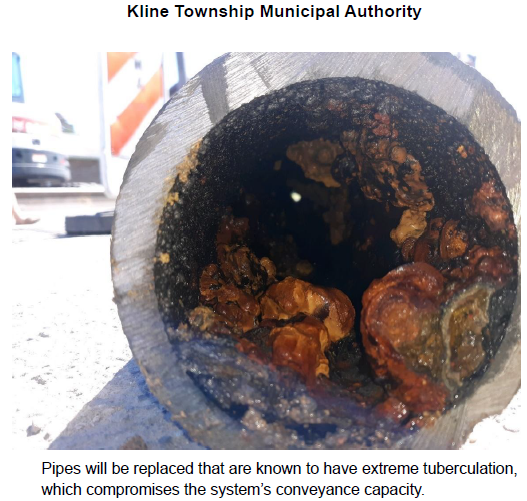 Kline Township Municipal Authority
Pipes will be replaced that are known to have extreme tuberculation,
which compromises the system's conveyance capacity.